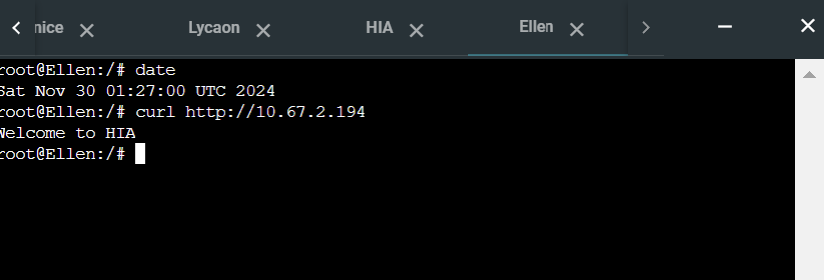 nice Lycaon HIA Ellen
root@Ellen:/# date
Sat Nov 30 01:27:00 UTC 2024
root@Ellen:/# curl http://10.67.2.194
Welcome to HIA
root@Ellen:/#